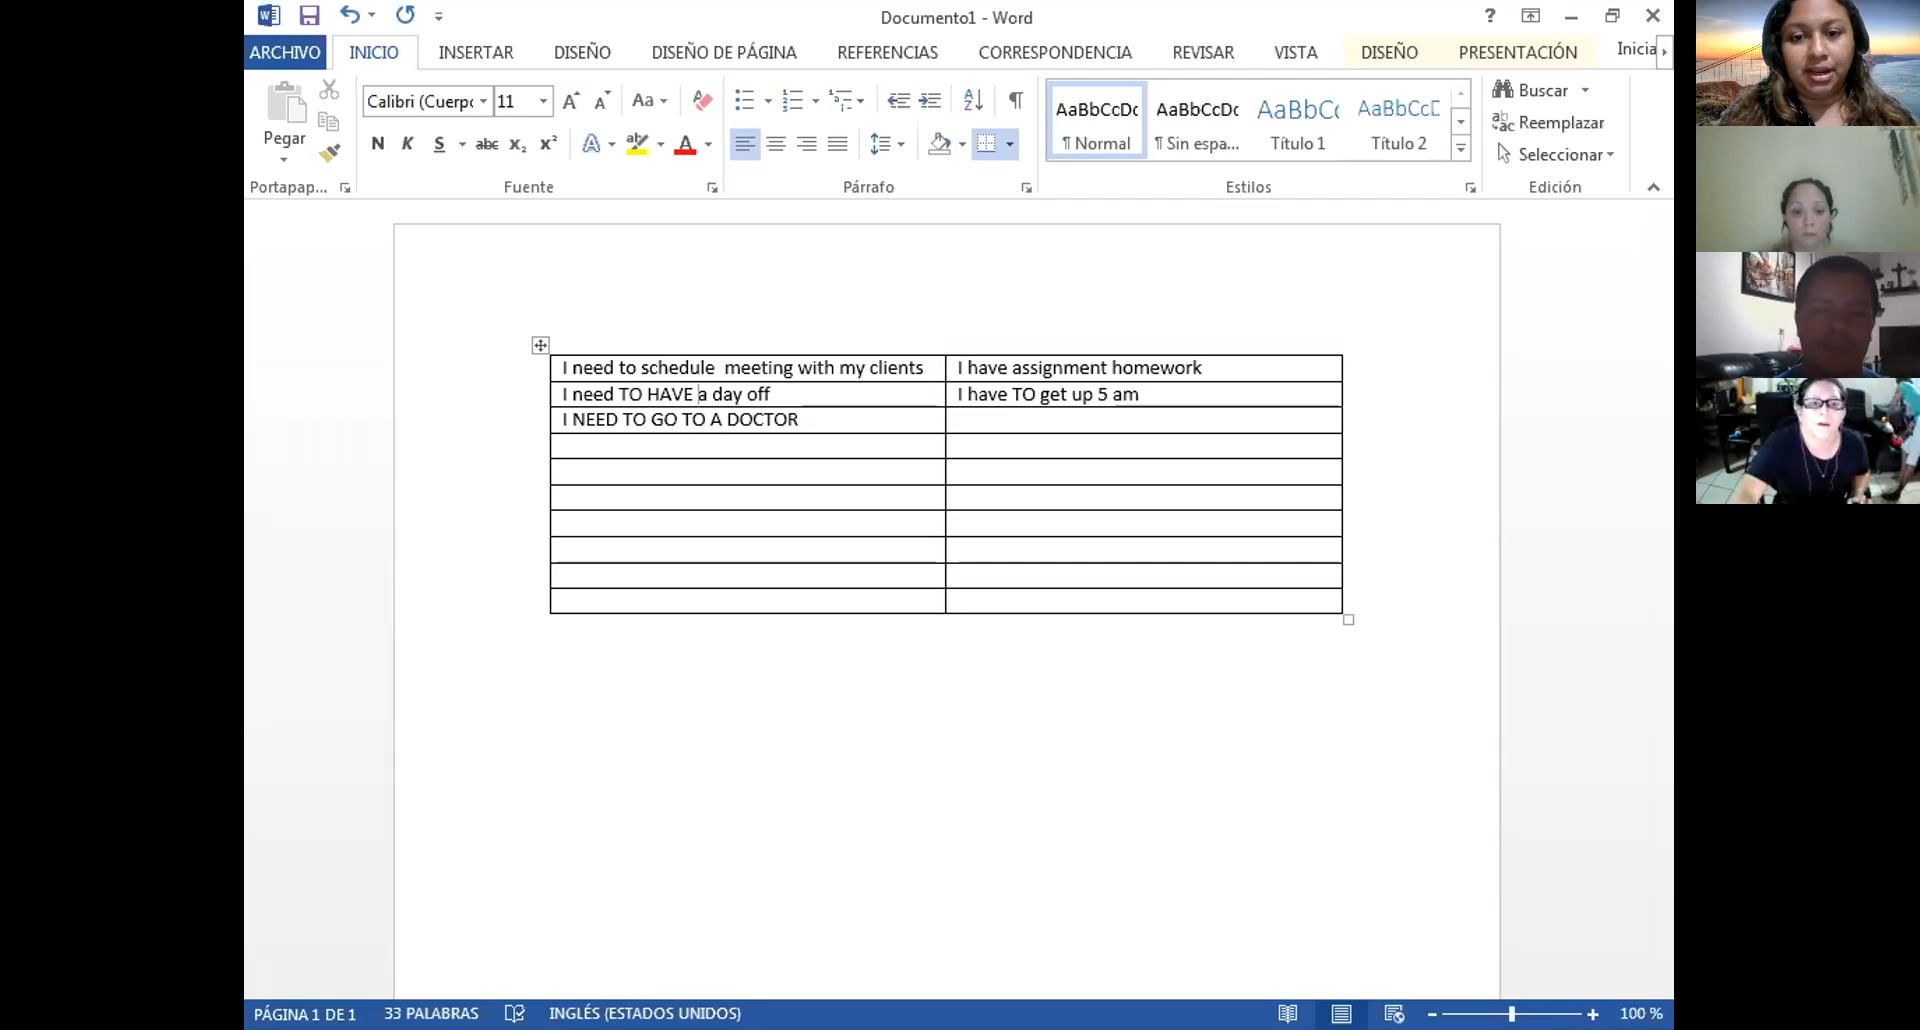 Documento1 - Word
?
ARCHIVO INICIO INSERTAR DISEÑO DISEÑO DE PÁGINA REFERENCIAS CORRESPONDENCIA REVISAR VISTA DISEÑO PRESENTACIÓN Inicia
Pegar
Calibri (Cuerpc 11 Aa
N K S abc x₂ x² A ab A
AaBbCcDc AaBbCcDc AaBbC AaBbCcD
¶ Normal ¶ Sin espa... Título 1 Título 2
Buscar
Reemplazar
Seleccionar
Portapap... Fuente Párrafo Estilos Edición
I need to schedule meeting with my clients I have assignment homework
I need TO HAVE a day off I have TO get up 5 am
I NEED TO GO TO A DOCTOR
PÁGINA 1 DE 1 33 PALABRAS INGLÉS (ESTADOS UNIDOS) 100 %